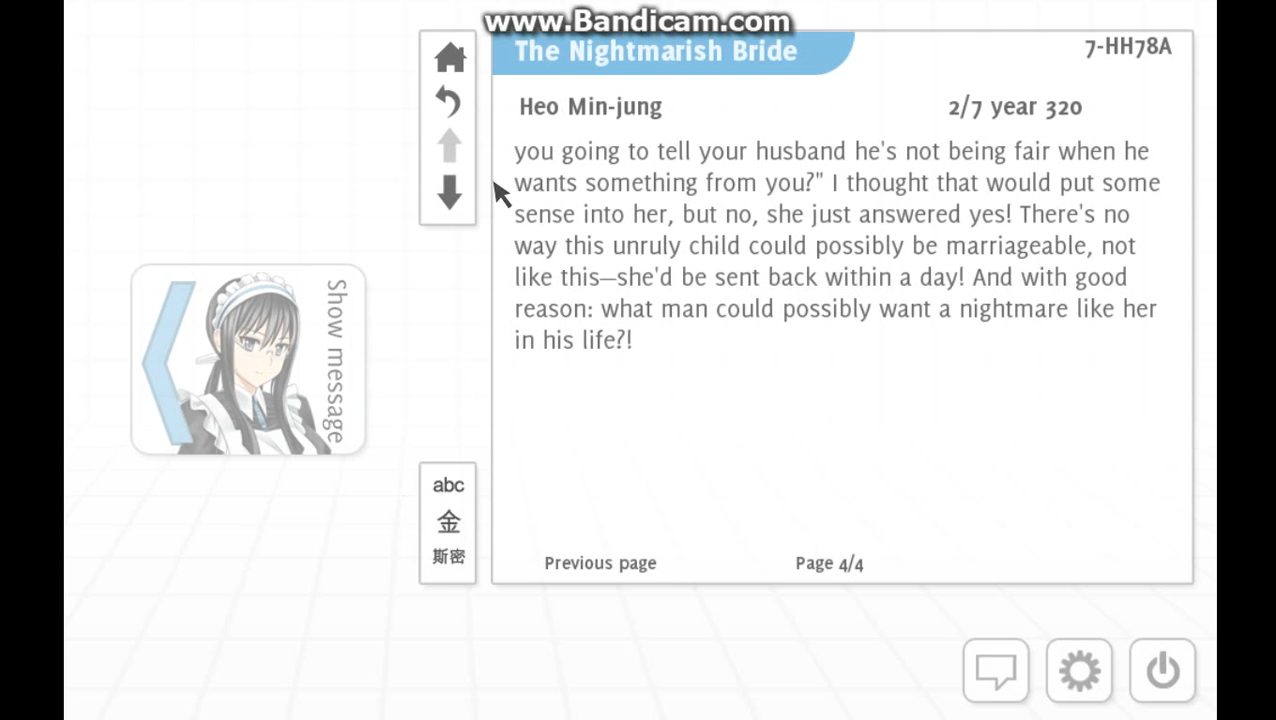 www.Bandicam.com
The Nightmarish Bride
7-HH78A
Heo Min-jung
2/7 year 320
you going to tell your husband he's not being fair when he
wants something from you?" I thought that would put some
sense into her, but no, she just answered yes! There's no
way this unruly child could possibly be marriageable, not
like this—she'd be sent back within a day! And with good
reason: what man could possibly want a nightmare like her
in his life?!
Show message
abc
金
斯密
Previous page
Page 4/4